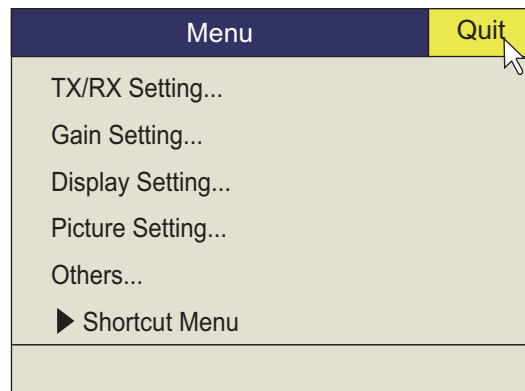 Menu Quit
TX/RX Setting...
Gain Setting...
Display Setting...
Picture Setting...
Others...
▶ Shortcut Menu